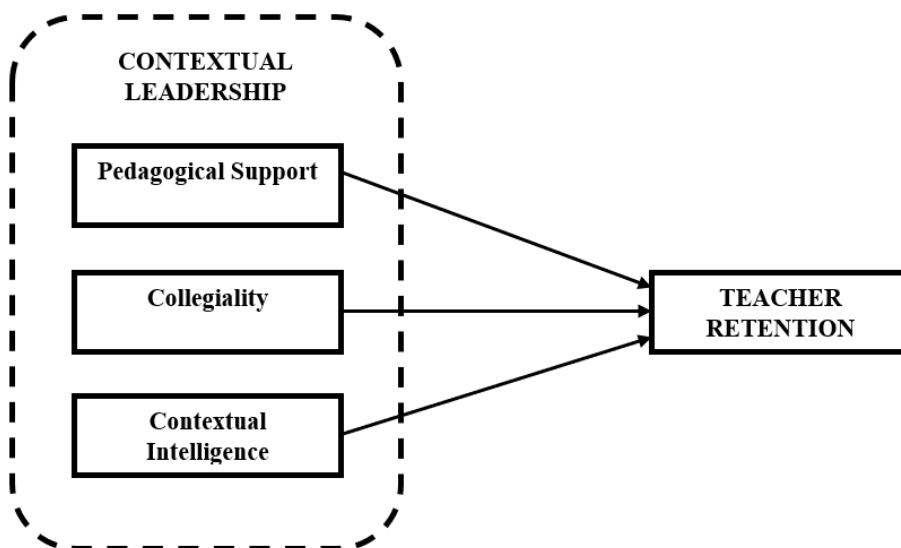 CONTEXTUAL
LEADERSHIP
Pedagogical Support
Collegiality
Contextual
Intelligence
TEACHER
RETENTION